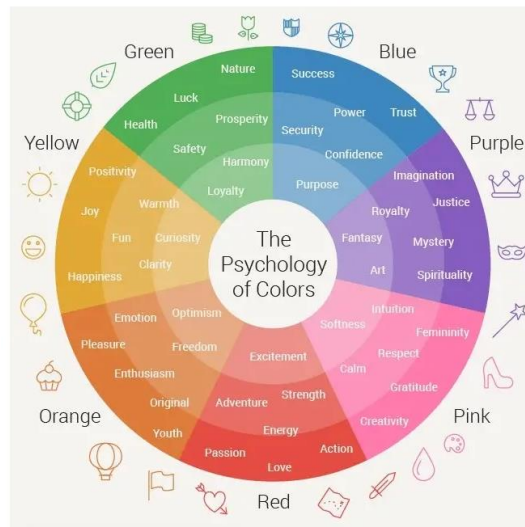 Green
Blue
Yellow
Purple
Orange
Pink
Red
The
Psychology
of Colors
Nature
Luck
Health
Prosperity
Safety
Harmony
Loyalty
Success
Power
Trust
Security
Confidence
Purpose
Imagination
Justice
Royalty
Mystery
Fantasy
Art
Spirituality
Intuition
Femininity
Softness
Respect
Calm
Gratitude
Creativity
Excitement
Strength
Adventure
Energy
Passion
Love
Action
Optimism
Emotion
Freedom
Pleasure
Enthusiasm
Original
Youth
Positivity
Warmth
Joy
Fun
Curiosity
Clarity
Happiness